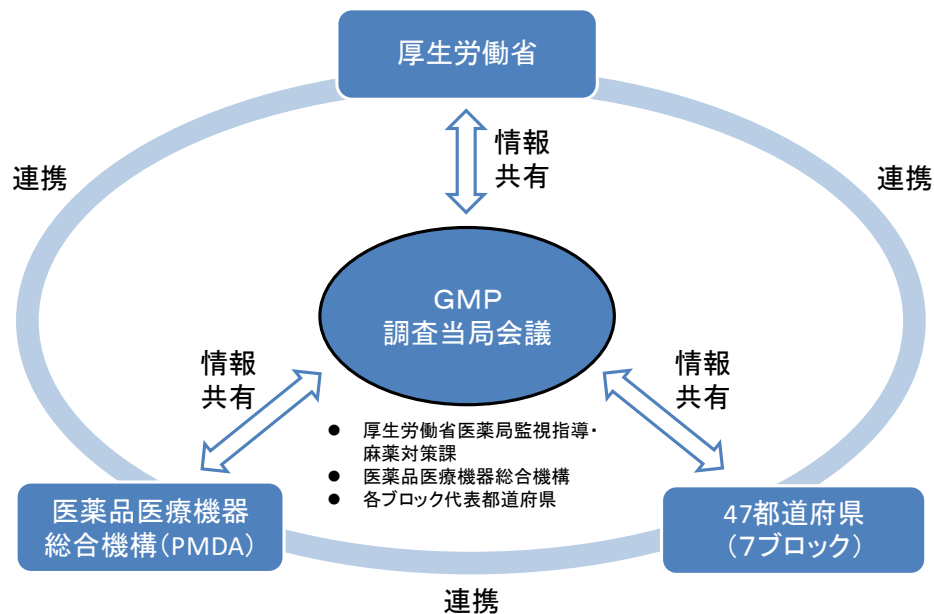 厚生労働省
情報
共有
連携
連携
GMP
調査当局会議
情報
共有
情報
共有
● 厚生労働省医薬局監視指導・
麻薬対策課
● 医薬品医療機器総合機構
● 各ブロック代表都道府県
医薬品医療機器
総合機構(PMDA)
47都道府県
(7ブロック)
連携